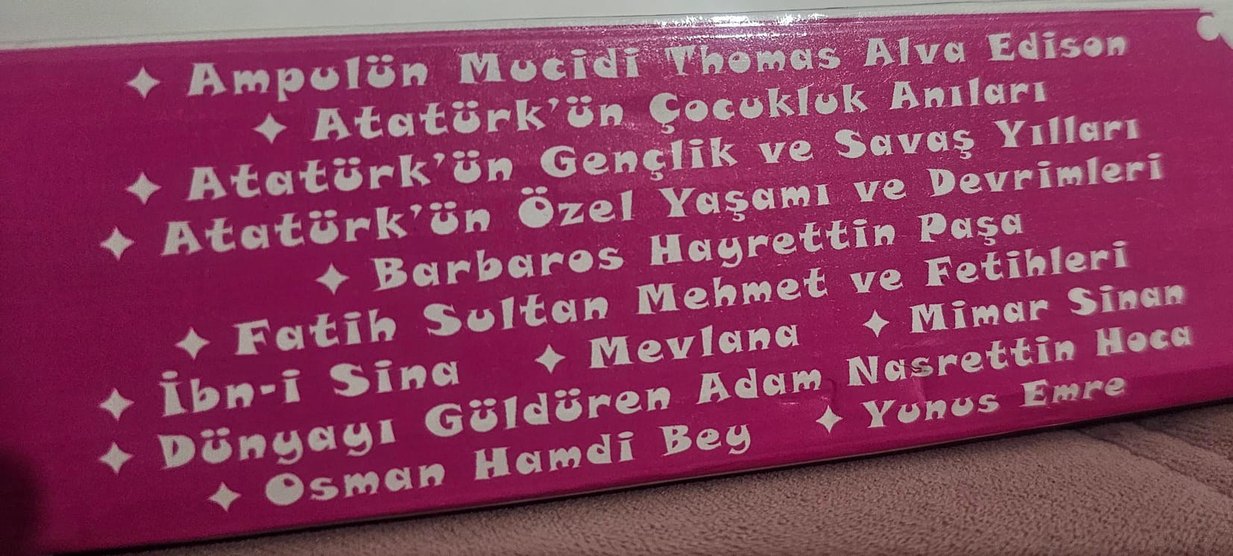 ✦ Ampulün Mucidi Thomas Alva Edison
✦ Atatürk'ün Çocukluk Anıları
✦ Atatürk'ün Gençlik ve Savaş Yılları
✦ Atatürk'ün Özel Yaşamı ve Devrimleri
✦ Barbaros Hayrettin Paşa
✦ Fatih Sultan Mehmet ve Fetihleri
✦ İbn-i Sina ✦ Mevlana ✦ Mimar Sinan
✦ Dünyayı Güldüren Adam Nasrettin Hoca
✦ Osman Hamdi Bey ✦ Yunus Emre